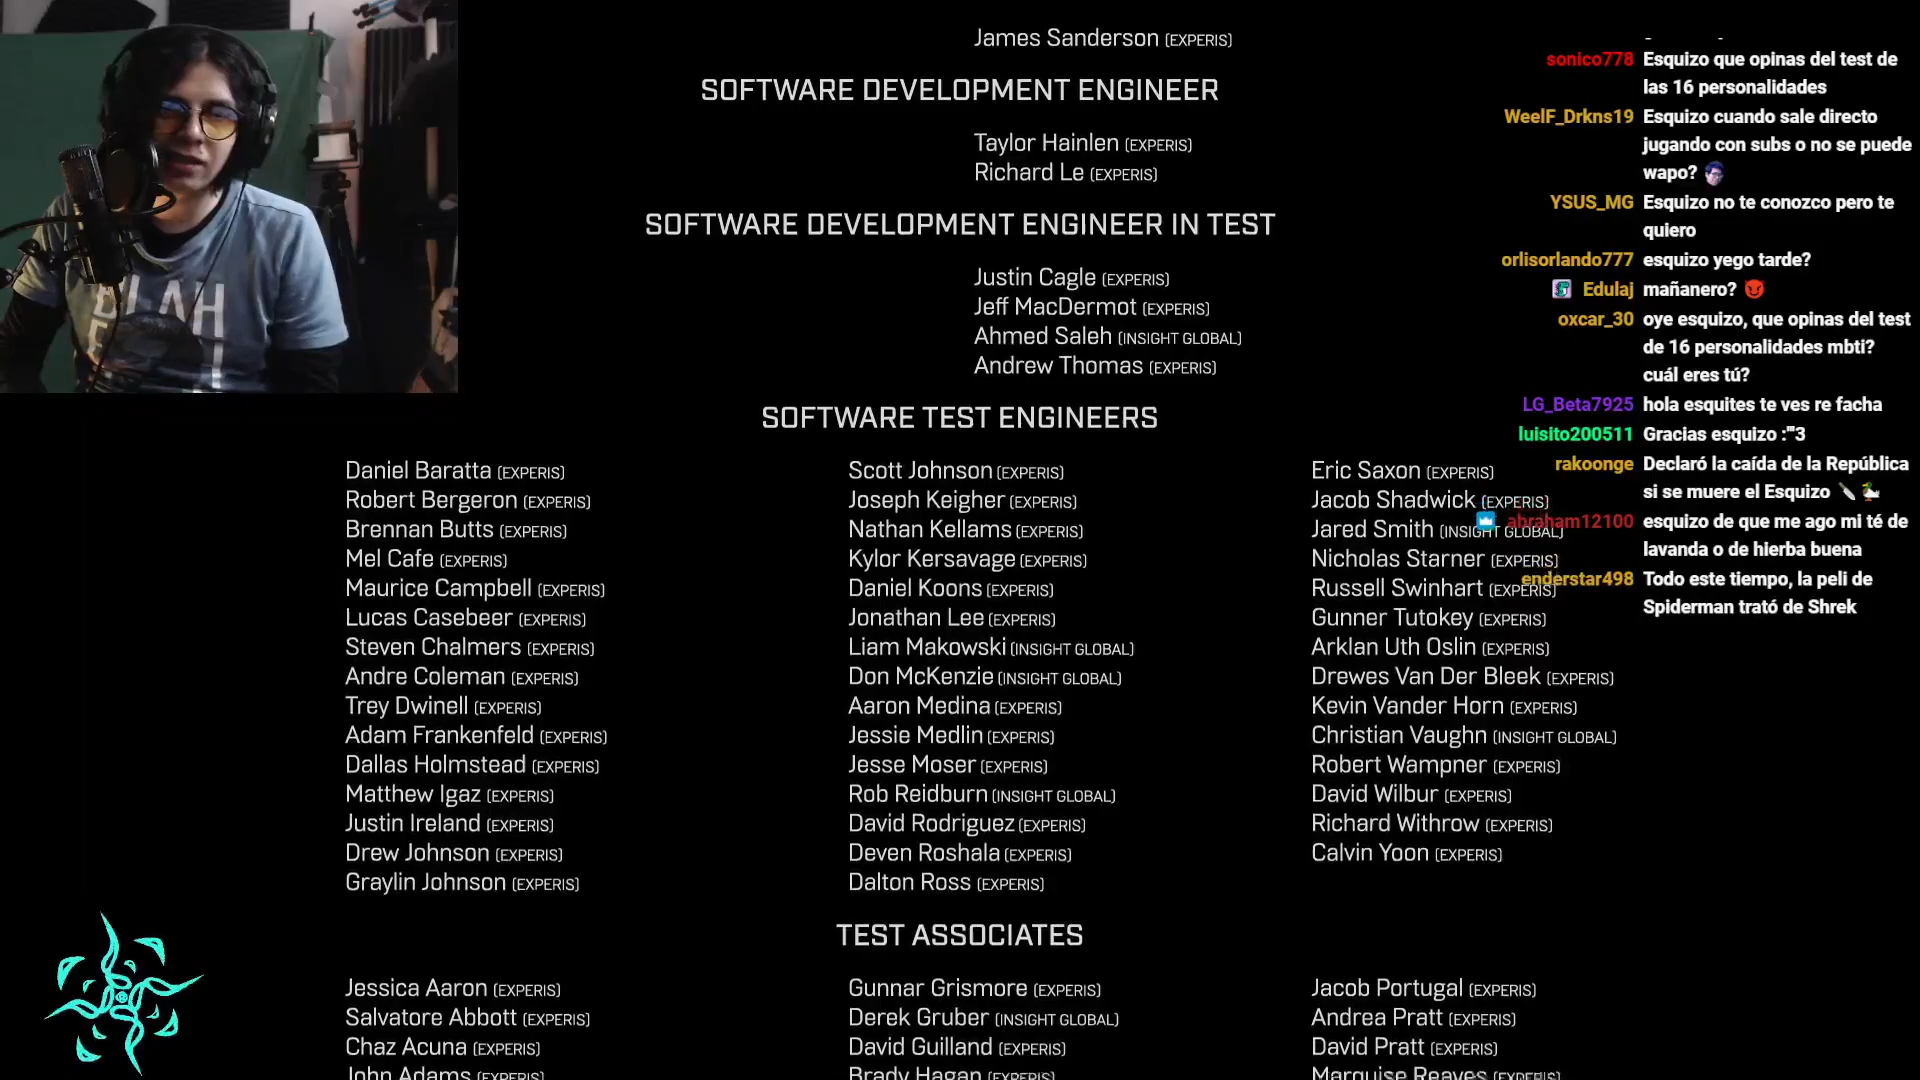 James Sanderson (EXPERIS)
SOFTWARE DEVELOPMENT ENGINEER
Taylor Hainlen (EXPERIS)
Richard Le (EXPERIS)
SOFTWARE DEVELOPMENT ENGINEER IN TEST
Justin Cagle (EXPERIS)
Jeff MacDermot (EXPERIS)
Ahmed Saleh (INSIGHT GLOBAL)
Andrew Thomas (EXPERIS)
SOFTWARE TEST ENGINEERS
Daniel Baratta (EXPERIS)
Robert Bergeron (EXPERIS)
Brennan Butts (EXPERIS)
Mel Cafe (EXPERIS)
Maurice Campbell (EXPERIS)
Lucas Casebeer (EXPERIS)
Steven Chalmers (EXPERIS)
Andre Coleman (EXPERIS)
Trey Dwinell (EXPERIS)
Adam Frankenfeld (EXPERIS)
Dallas Holmstead (EXPERIS)
Matthew Igaz (EXPERIS)
Justin Ireland (EXPERIS)
Drew Johnson (EXPERIS)
Graylin Johnson (EXPERIS)
Scott Johnson (EXPERIS)
Joseph Keigher (EXPERIS)
Nathan Kellams (EXPERIS)
Kylor Kersavage (EXPERIS)
Daniel Koons (EXPERIS)
Jonathan Lee (EXPERIS)
Liam Makowski (INSIGHT GLOBAL)
Don McKenzie (INSIGHT GLOBAL)
Aaron Medina (EXPERIS)
Jessie Medlin (EXPERIS)
Jesse Moser (EXPERIS)
Rob Reidburn (INSIGHT GLOBAL)
David Rodriguez (EXPERIS)
Deven Roshala (EXPERIS)
Dalton Ross (EXPERIS)
Eric Saxon (EXPERIS)
Jacob Shadwick (EXPERIS)
Jared Smith (INSIGHT GLOBAL)
Nicholas Starner (EXPERIS)
Russell Swinhart (EXPERIS)
Gunner Tutokey (EXPERIS)
Arklan Uth Oslin (EXPERIS)
Drewes Van Der Bleek (EXPERIS)
Kevin Vander Horn (EXPERIS)
Christian Vaughn (INSIGHT GLOBAL)
Robert Wampner (EXPERIS)
David Wilbur (EXPERIS)
Richard Withrow (EXPERIS)
Calvin Yoon (EXPERIS)
TEST ASSOCIATES
Jessica Aaron (EXPERIS)
Salvatore Abbott (EXPERIS)
Chaz Acuna (EXPERIS)
John Adams (EXPERIS)
Gunnar Grismore (EXPERIS)
Derek Gruber (INSIGHT GLOBAL)
David Guilland (EXPERIS)
Brady Hagan (EXPERIS)
Jacob Portugal (EXPERIS)
Andrea Pratt (EXPERIS)
David Pratt (EXPERIS)
Marquise Reaves (EXPERIS)
sonico778 Esquizo que opinas del test de
las 16 personalidades
WeelF_Drkns19 Esquizo cuando sale directo
jugando con subs o no se puede
wapo?
YSUS_MG Esquizo no te conozco pero te
quiero
orlisorlando777 esquizo yego tarde?
Edulaj mañanero? 😈
oxcar_30 oye esquizo, que opinas del test
de 16 personalidades mbti?
cuál eres tú?
LG_Beta7925 hola esquites te ves re facha
luisito200511 Gracias esquizo :'''3
rakoonge Declaró la caída de la República
si se muere el Esquizo 🔪🦆
abraham12100 esquizo de que me ago mi té de
lavanda o de hierba buena
enderstar498 Todo este tiempo, la peli de
Spiderman trató de Shrek
BLAH